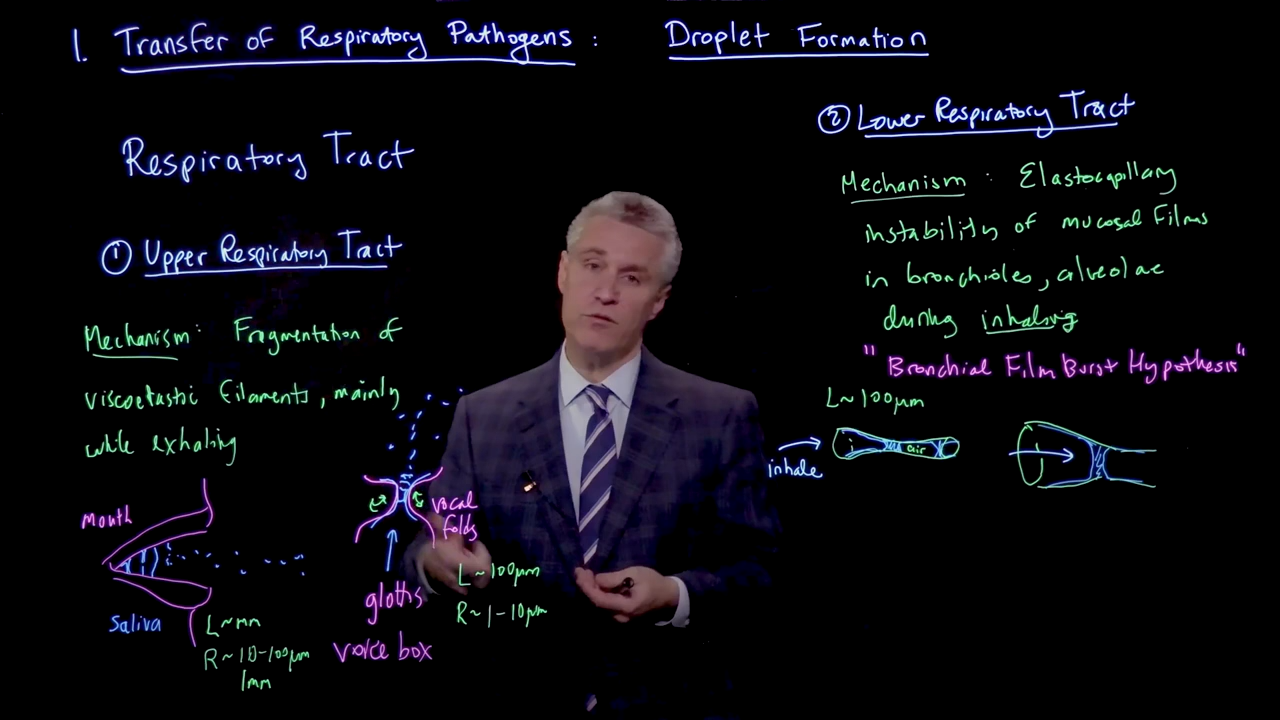 1. Transfer of Respiratory Pathogens : Droplet Formation
Respiratory Tract
① Upper Respiratory Tract
Mechanism: Fragmentation of
viscoelastic filaments, mainly
while exhaling
Mouth
Saliva
L~mm
R~10-100μm
1mm
vocal
folds
glottis
voice box
L~100μm
R~1-10μm
② Lower Respiratory Tract
Mechanism : Elastocapillary
instability of mucosal films
in bronchioles, alveolae
during inhaling
"Bronchial Film Burst Hypothesis"
L~100μm
inhale
air